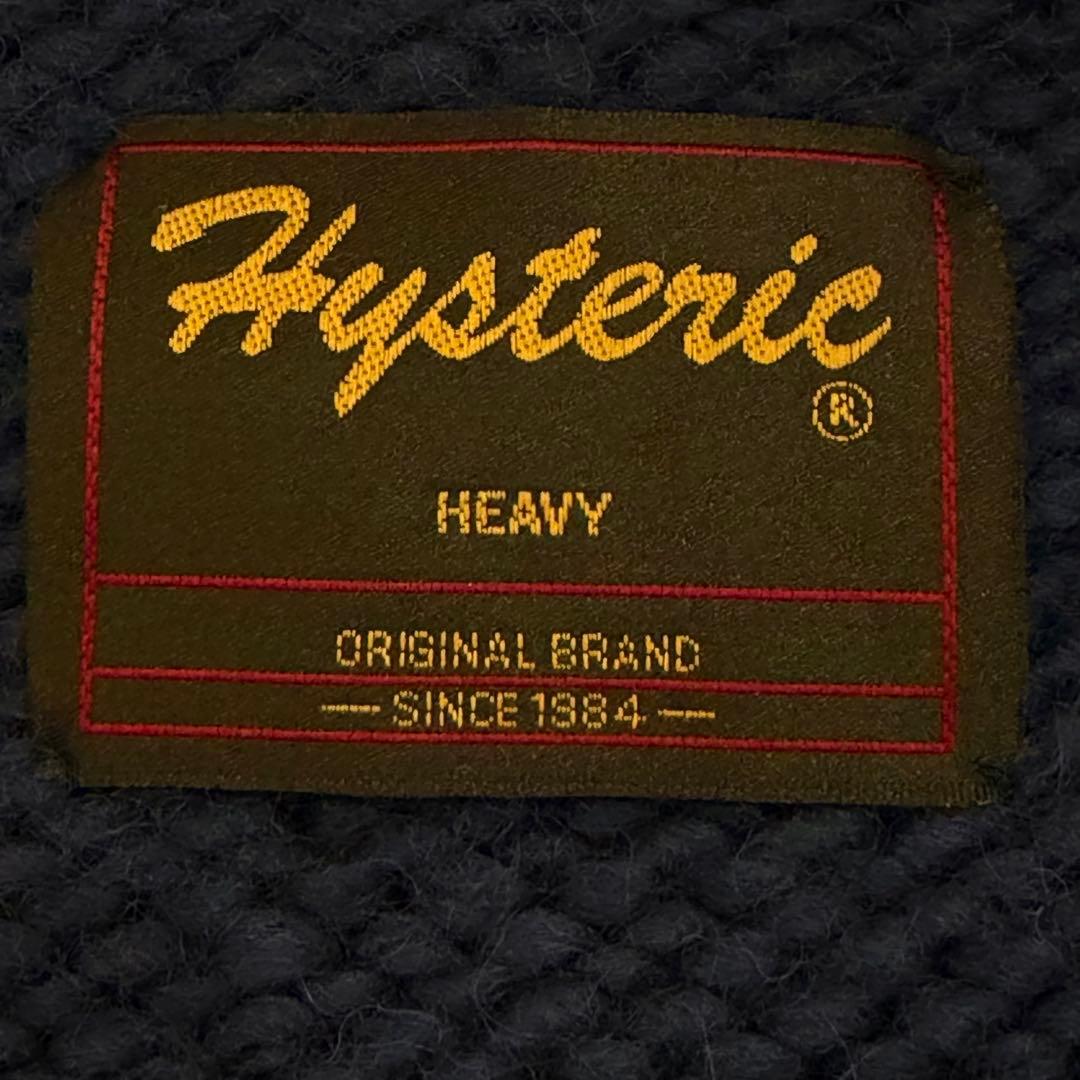 Hysteric
®
HEAVY
ORIGINAL BRAND
— SINCE 1984 —